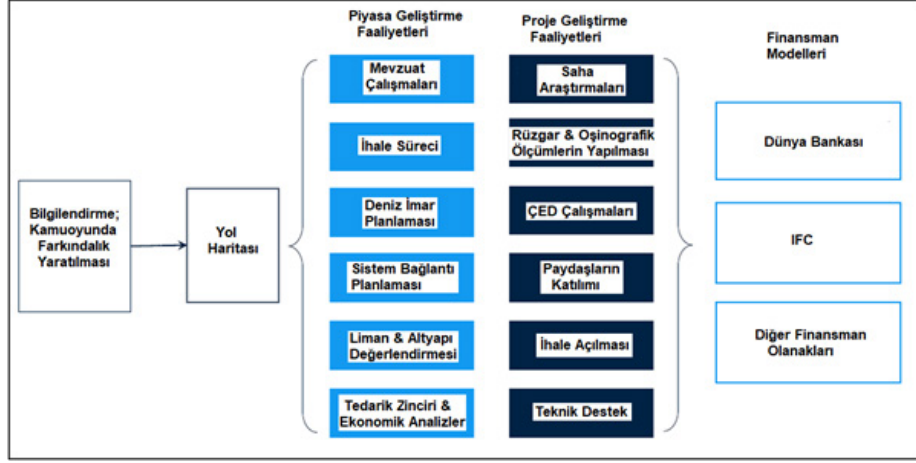 Piyasa Geliştirme
Faaliyetleri
Proje Geliştirme
Faaliyetleri
Finansman
Modelleri
Bilgilendirme;
Kamuoyunda
Farkındalık
Yaratılması
Yol
Haritası
Mevzuat
Çalışmaları
İhale Süreci
Deniz İmar
Planlaması
Sistem Bağlantı
Planlaması
Liman & Altyapı
Değerlendirmesi
Tedarik Zinciri &
Ekonomik Analizler
Saha
Araştırmaları
Rüzgar & Oşinografik
Ölçümlerin Yapılması
ÇED Çalışmaları
Paydaşların
Katılımı
İhale Açılması
Teknik Destek
Dünya Bankası
IFC
Diğer Finansman
Olanakları